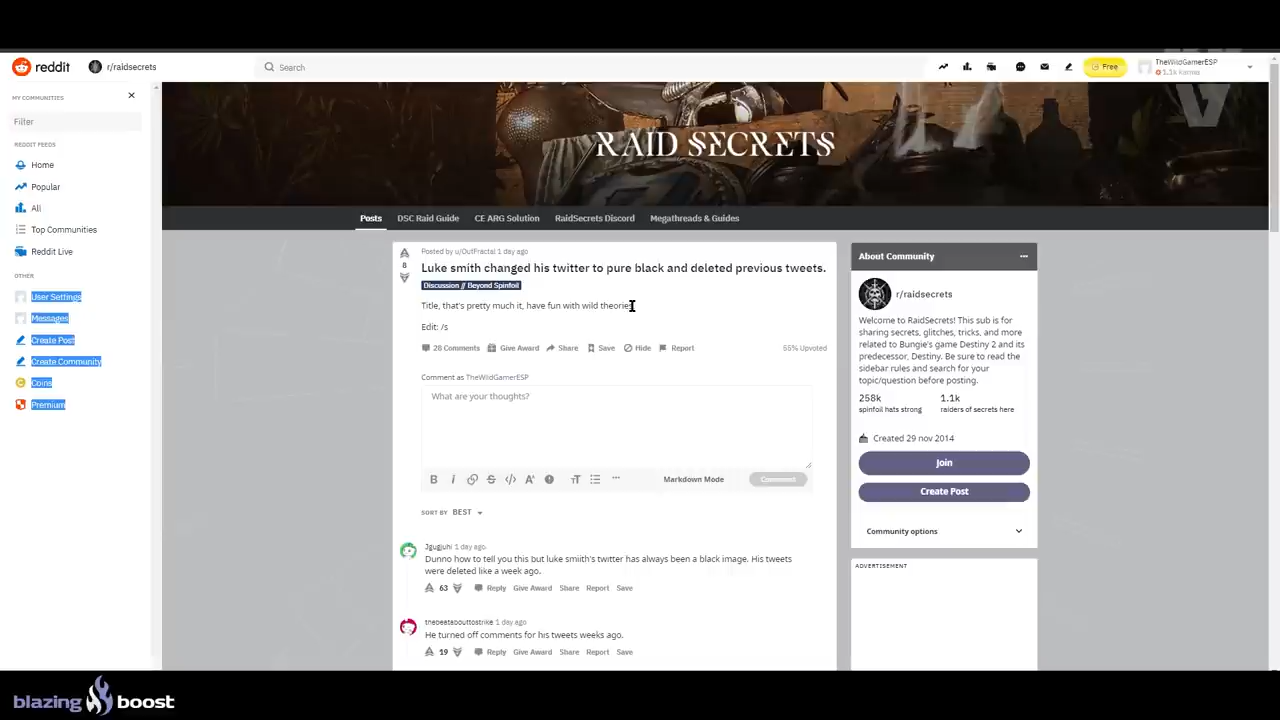 reddit
r/raidsecrets
Search
Free
TheWildGamerESP
1.1k karma
MY COMMUNITIES
Filter
REDDIT FEEDS
Home
Popular
All
Top Communities
Reddit Live
OTHER
User Settings
Messages
Create Post
Create Community
Coins
Premium
RAID SECRETS
Posts
DSC Raid Guide
CE ARG Solution
RaidSecrets Discord
Megathreads & Guides
Posted by u/OutFractal 1 day ago
8
Luke smith changed his twitter to pure black and deleted previous tweets.
Discussion // Beyond Spinfoil
Title, that's pretty much it, have fun with wild theories
Edit: /s
28 Comments Give Award Share Save Hide Report 55% Upvoted
Comment as TheWildGamerESP
What are your thoughts?
Markdown Mode
Comment
SORT BY BEST
Jgugjuhi 1 day ago
Dunno how to tell you this but luke smiith's twitter has always been a black image. His tweets
were deleted like a week ago.
63 Reply Give Award Share Report Save
theoeatabouttostrike 1 day ago
He turned off comments for his tweets weeks ago.
19 Reply Give Award Share Report Save
About Community
r/raidsecrets
Welcome to RaidSecrets! This sub is for
sharing secrets, glitches, tricks, and more
related to Bungie's game Destiny 2 and its
predecessor, Destiny. Be sure to read the
sidebar rules and search for your
topic/question before posting.
258k 1.1k
spinfoil hats strong raiders of secrets here
Created 29 nov 2014
Join
Create Post
Community options
ADVERTISEMENT
blazing boost